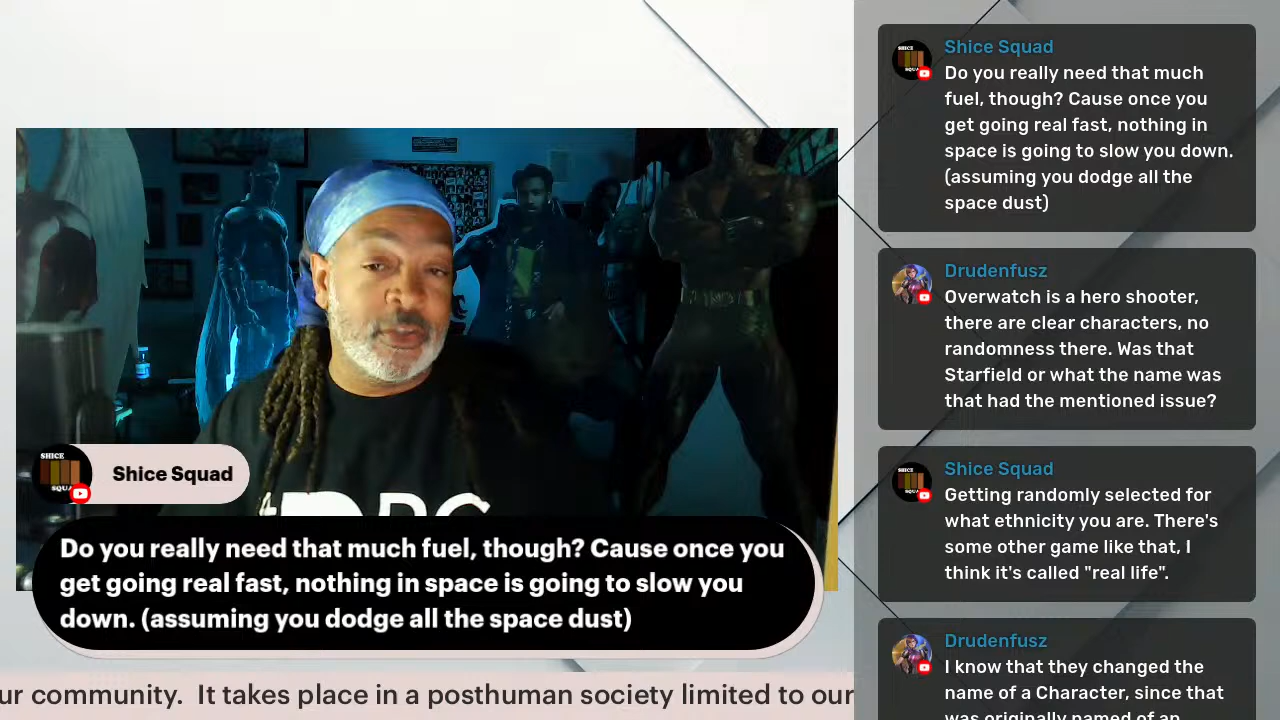 Shice Squad
Do you really need that much fuel, though? Cause once you
get going real fast, nothing in space is going to slow you
down. (assuming you dodge all the space dust)
ur community.  It takes place in a posthuman society limited to our
Shice Squad
Do you really need that much
fuel, though? Cause once you
get going real fast, nothing in
space is going to slow you down.
(assuming you dodge all the
space dust)
Drudenfusz
Overwatch is a hero shooter,
there are clear characters, no
randomness there. Was that
Starfield or what the name was
that had the mentioned issue?
Shice Squad
Getting randomly selected for
what ethnicity you are. There's
some other game like that, I
think it's called "real life".
Drudenfusz
I know that they changed the
name of a Character, since that
was originally named of an